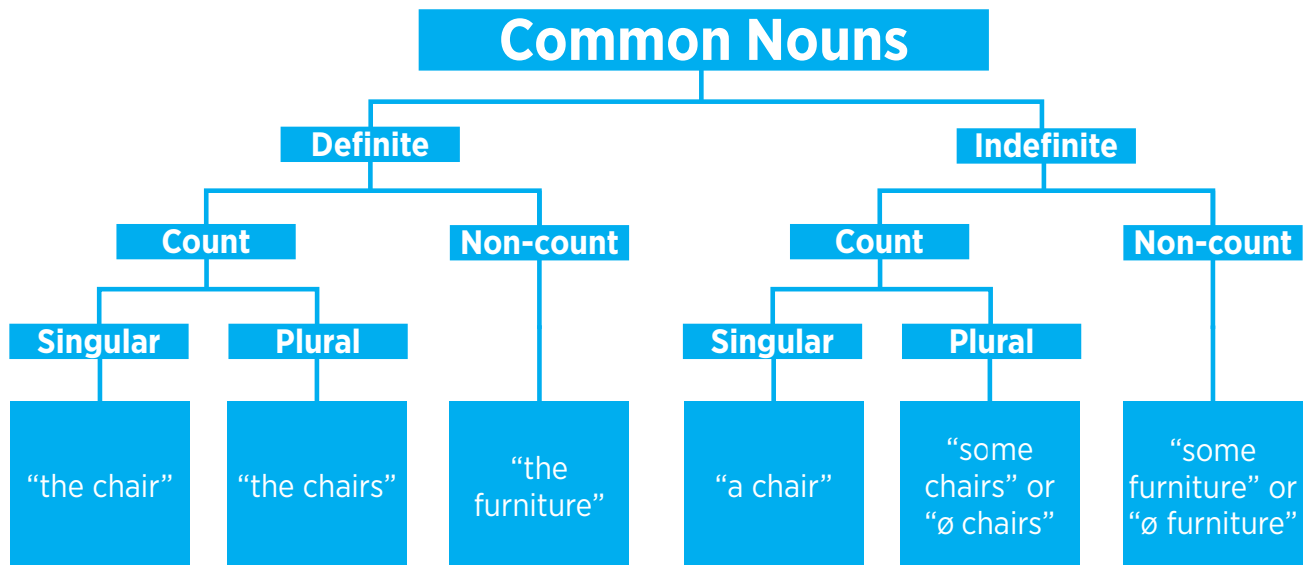 Common Nouns
Definite
Indefinite
Count
Non-count
Count
Non-count
Singular
Plural
Singular
Plural
“the chair”
“the chairs”
“the
furniture”
“a chair”
“some
chairs” or
“ø chairs”
“some
furniture” or
“ø furniture”